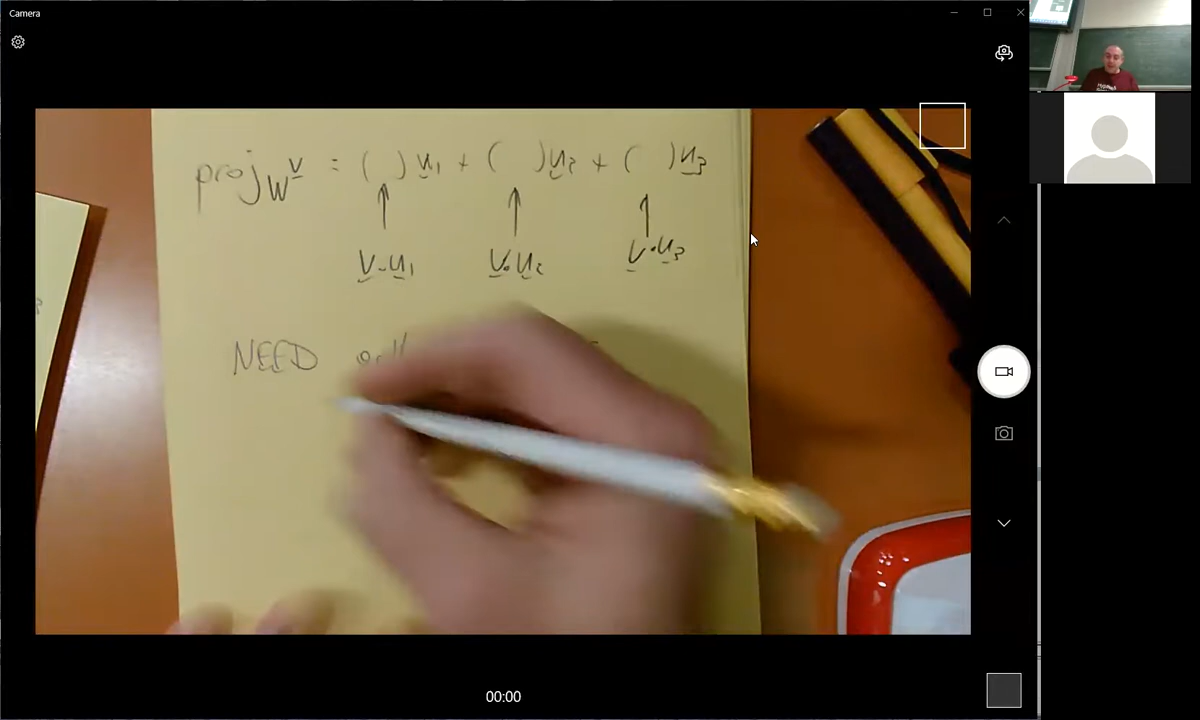 Camera
proj_W v = ( ) u₁ + ( ) u₂ + ( ) u₃
v·u₁ v·u₂ v·u₃
NEED
00:00